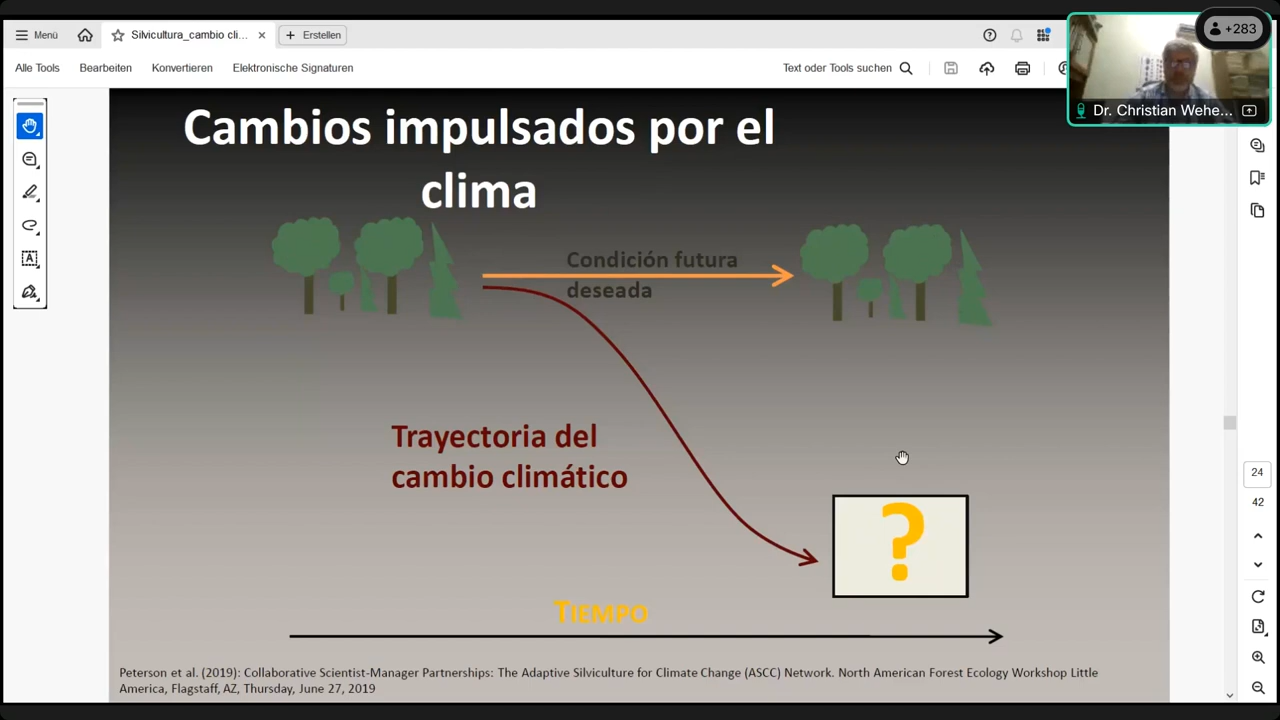 Menü
Silvicultura_cambio cli...
Erstellen
+283
Alle Tools
Bearbeiten
Konvertieren
Elektronische Signaturen
Text oder Tools suchen
Dr. Christian Wehe...
Cambios impulsados por el
clima
Condición futura
deseada
Trayectoria del
cambio climático
?
TIEMPO
Peterson et al. (2019): Collaborative Scientist-Manager Partnerships: The Adaptive Silviculture for Climate Change (ASCC) Network. North American Forest Ecology Workshop Little
America, Flagstaff, AZ, Thursday, June 27, 2019
24
42